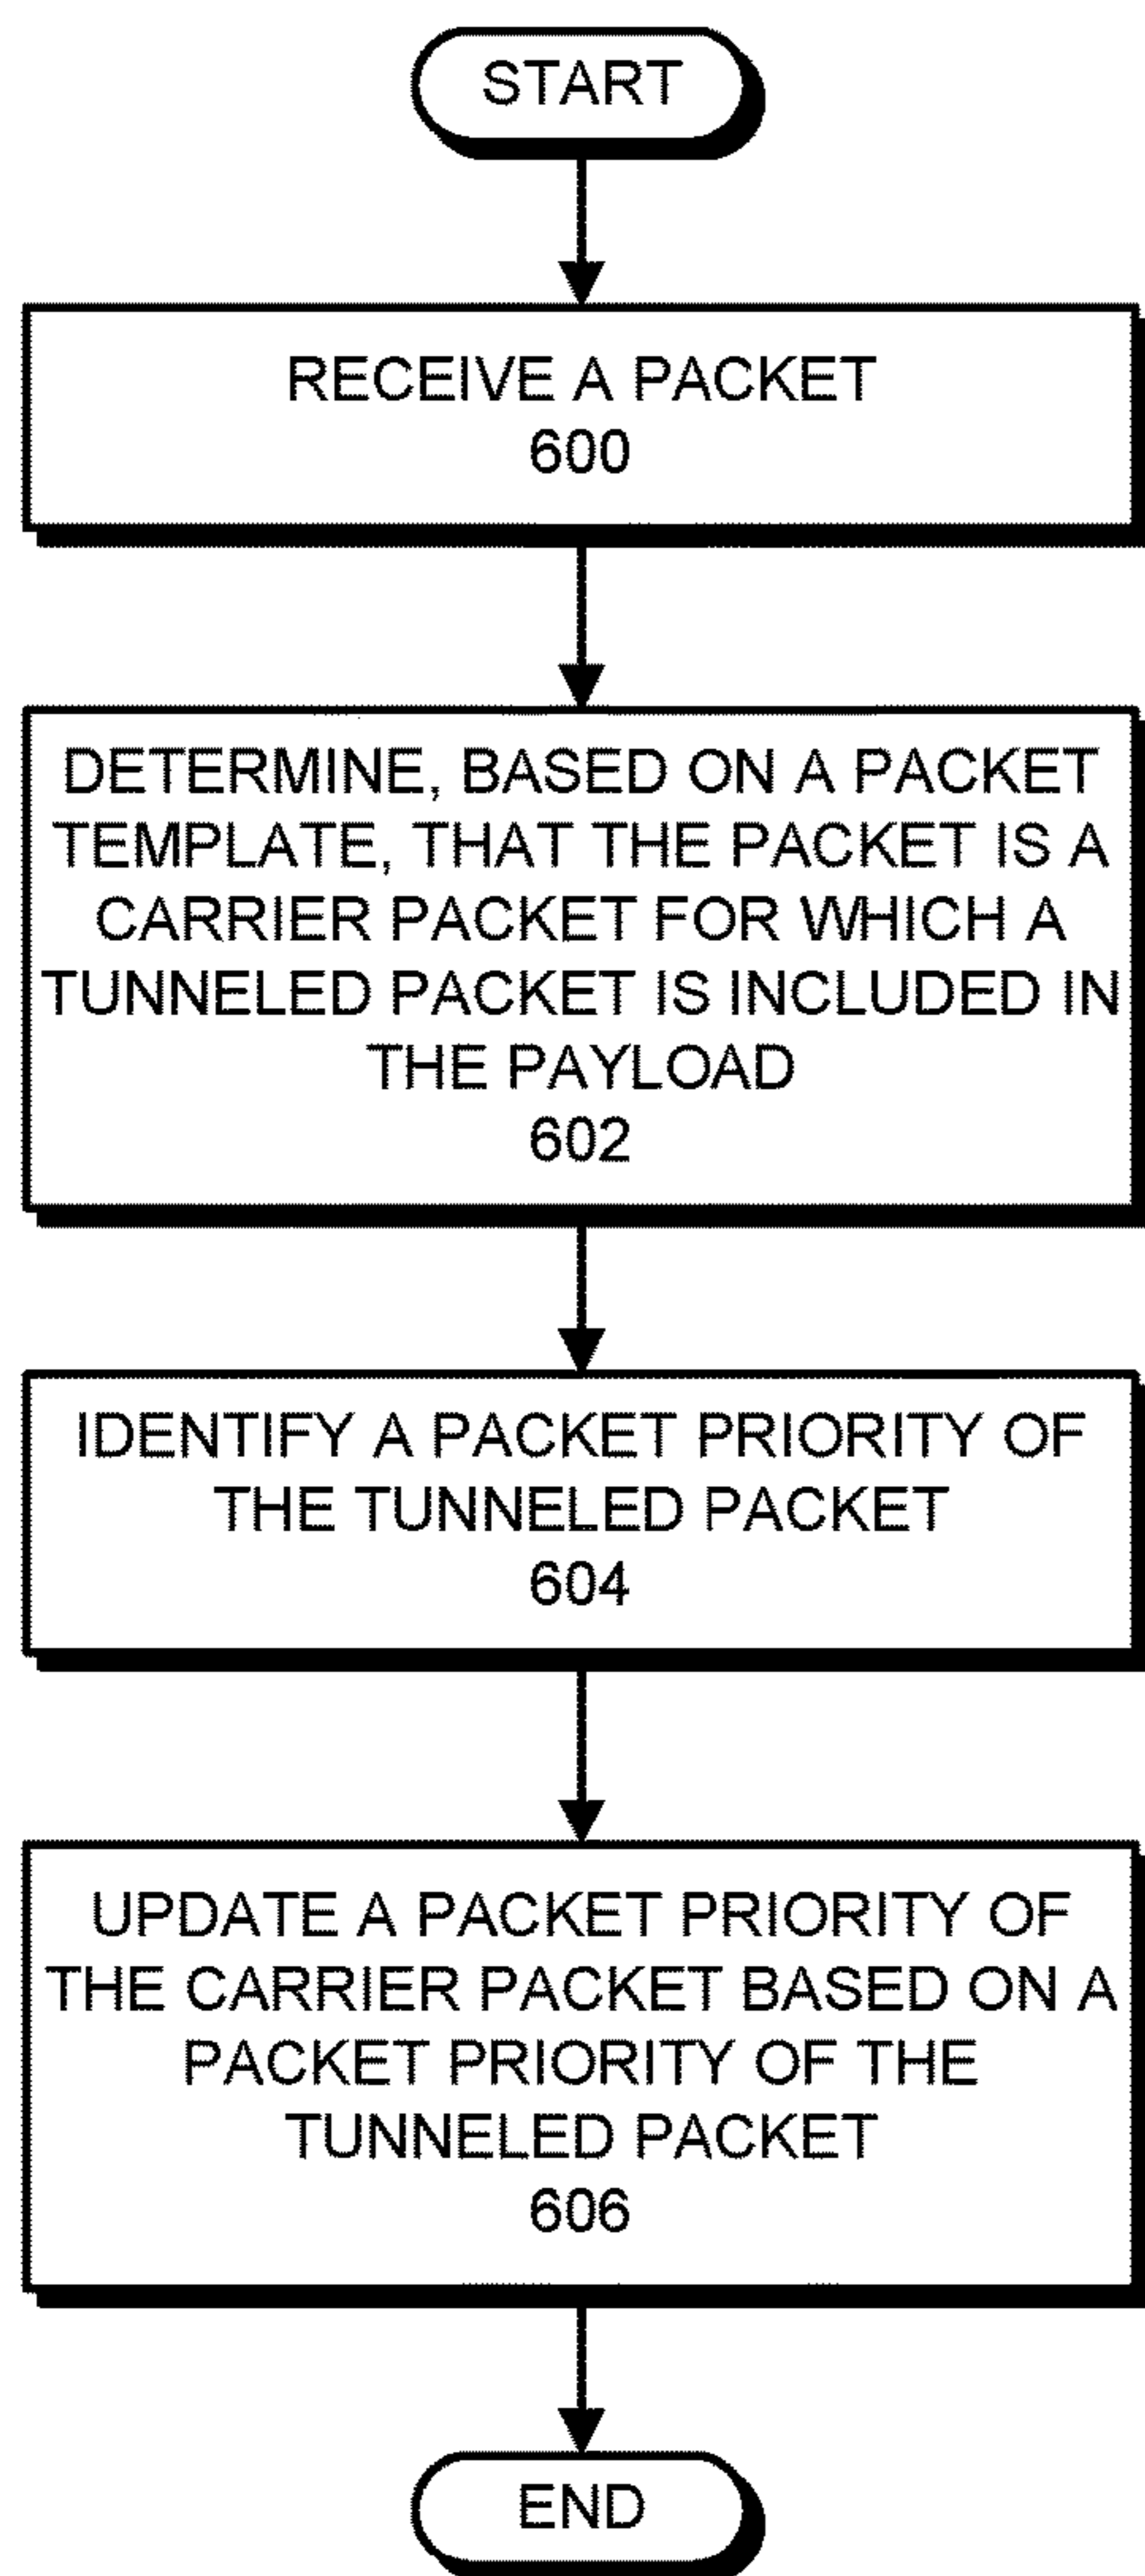 START
RECEIVE A PACKET
600
DETERMINE, BASED ON A PACKET
TEMPLATE, THAT THE PACKET IS A
CARRIER PACKET FOR WHICH A
TUNNELED PACKET IS INCLUDED IN
THE PAYLOAD
602
IDENTIFY A PACKET PRIORITY OF
THE TUNNELED PACKET
604
UPDATE A PACKET PRIORITY OF
THE CARRIER PACKET BASED ON A
PACKET PRIORITY OF THE
TUNNELED PACKET
606
END